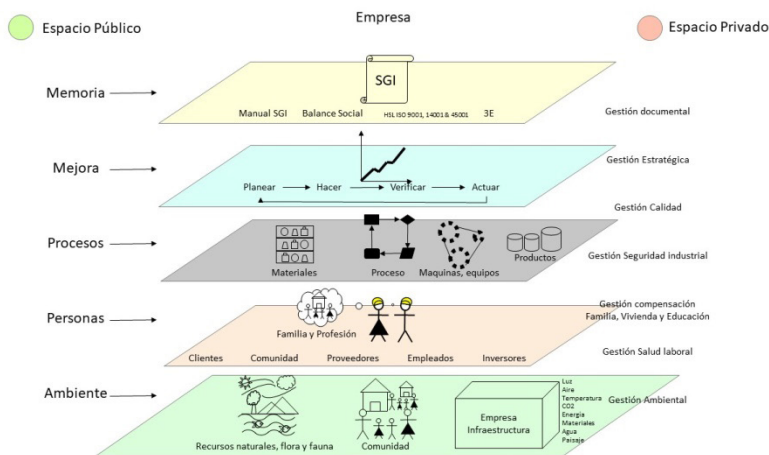 Empresa
Espacio Público
Espacio Privado
SGI
Memoria
Manual SGI Balance Social HSL ISO 9001, 14001 & 45001 3E
Gestión documental
Mejora
Gestión Estratégica
Planear Hacer Verificar Actuar
Gestión Calidad
Procesos
Gestión Seguridad industrial
Materiales Proceso Maquinas, equipos Productos
Personas
Gestión compensación
Familia, Vivienda y Educación
Familia y Profesión
Clientes Comunidad Proveedores Empleados Inversores
Gestión Salud laboral
Ambiente
Gestión Ambiental
Luz
Aire
Temperatura
CO2
Energía
Materiales
Agua
Paisaje
Empresa
Infraestructura
Recursos naturales, flora y fauna Comunidad